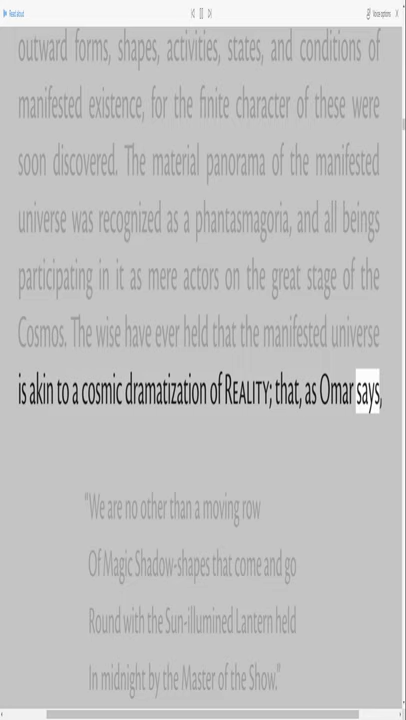 Read aloud
Voice options
outward forms, shapes, activities, states, and conditions of
manifested existence, for the finite character of these were
soon discovered. The material panorama of the manifested
universe was recognized as a phantasmagoria, and all beings
participating in it as mere actors on the great stage of the
Cosmos. The wise have ever held that the manifested universe
is akin to a cosmic dramatization of REALITY; that, as Omar says,
"We are no other than a moving row
Of Magic Shadow-shapes that come and go
Round with the Sun-illumined Lantern held
In midnight by the Master of the Show."